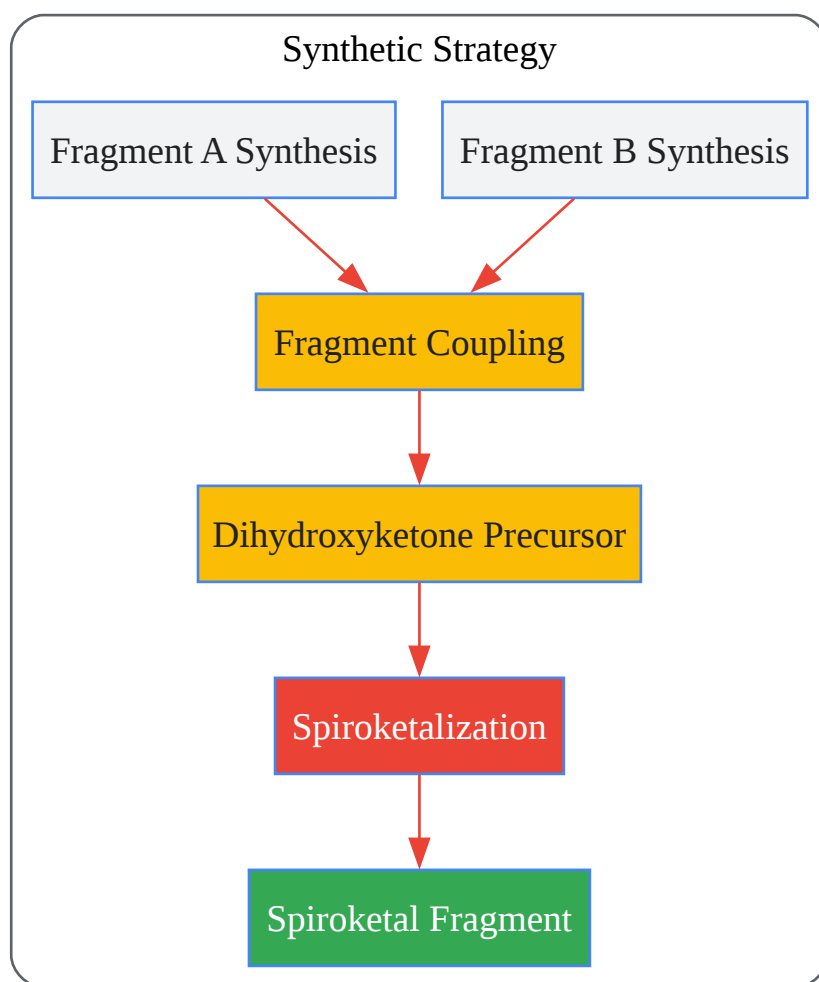 Synthetic Strategy
Fragment A Synthesis
Fragment B Synthesis
Fragment Coupling
Dihydroxyketone Precursor
Spiroketalization
Spiroketal Fragment